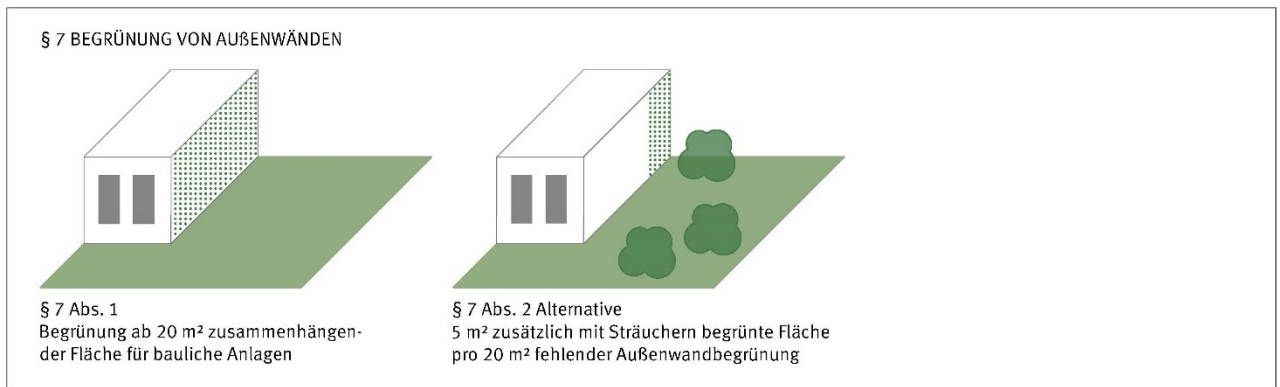 § 7 BEGRÜNUNG VON AUßENWÄNDEN
§ 7 Abs. 1
Begrünung ab 20 m² zusammenhängen-
der Fläche für bauliche Anlagen
§ 7 Abs. 2 Alternative
5 m² zusätzlich mit Sträuchern begrünte Fläche
pro 20 m² fehlender Außenwandbegrünung